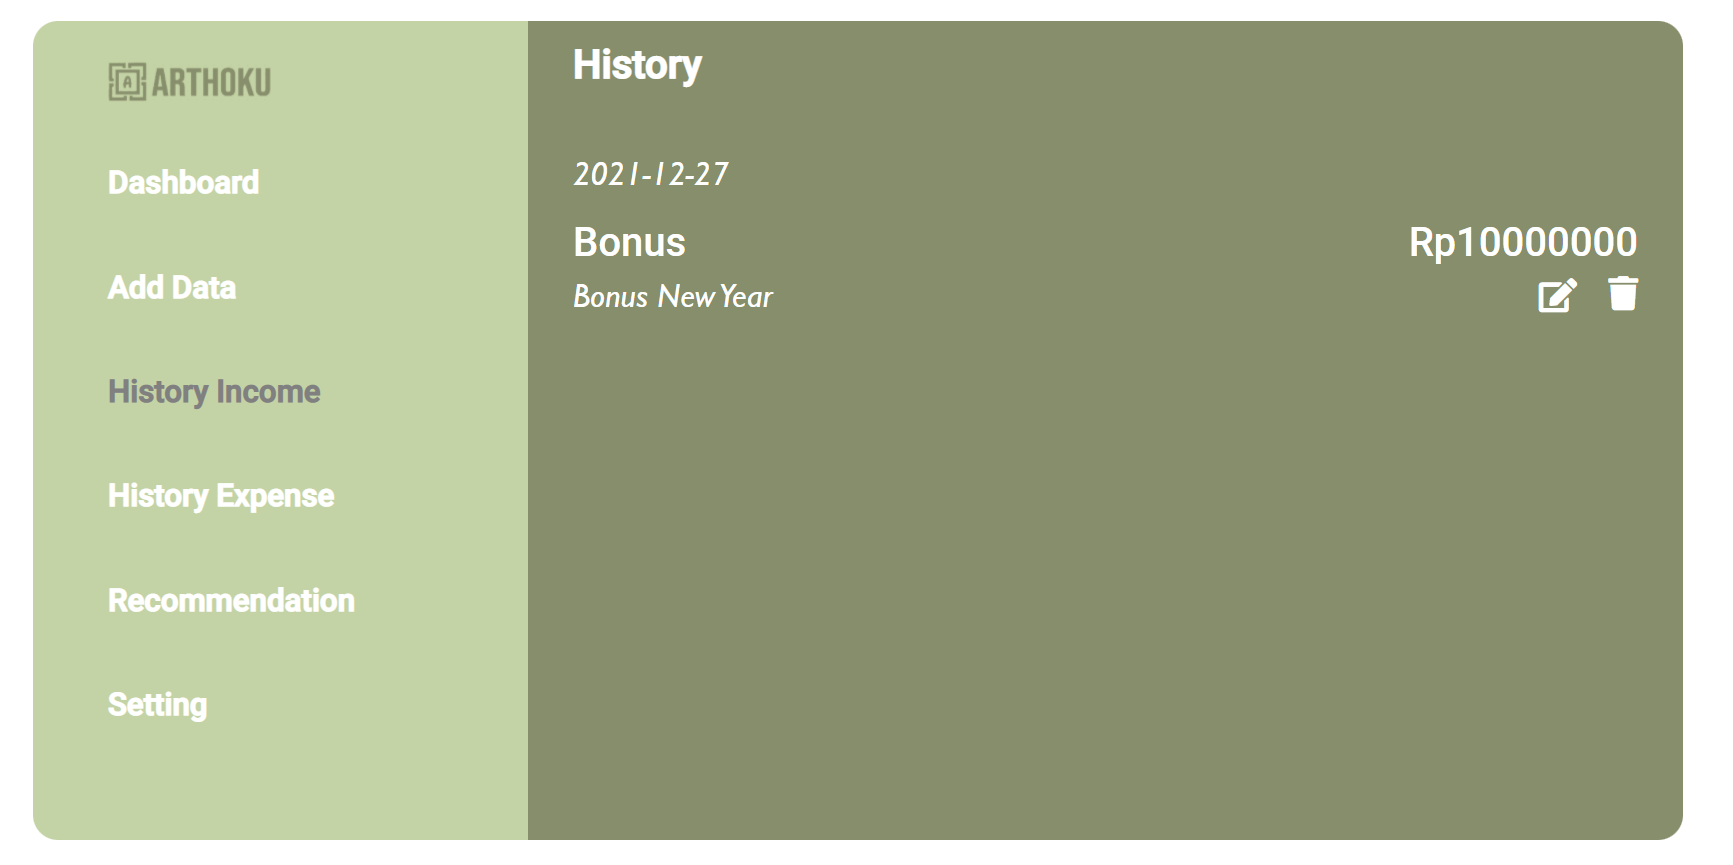 ARTHOKU
Dashboard
Add Data
History Income
History Expense
Recommendation
Setting
History
2021-12-27
Bonus
Rp10000000
Bonus New Year